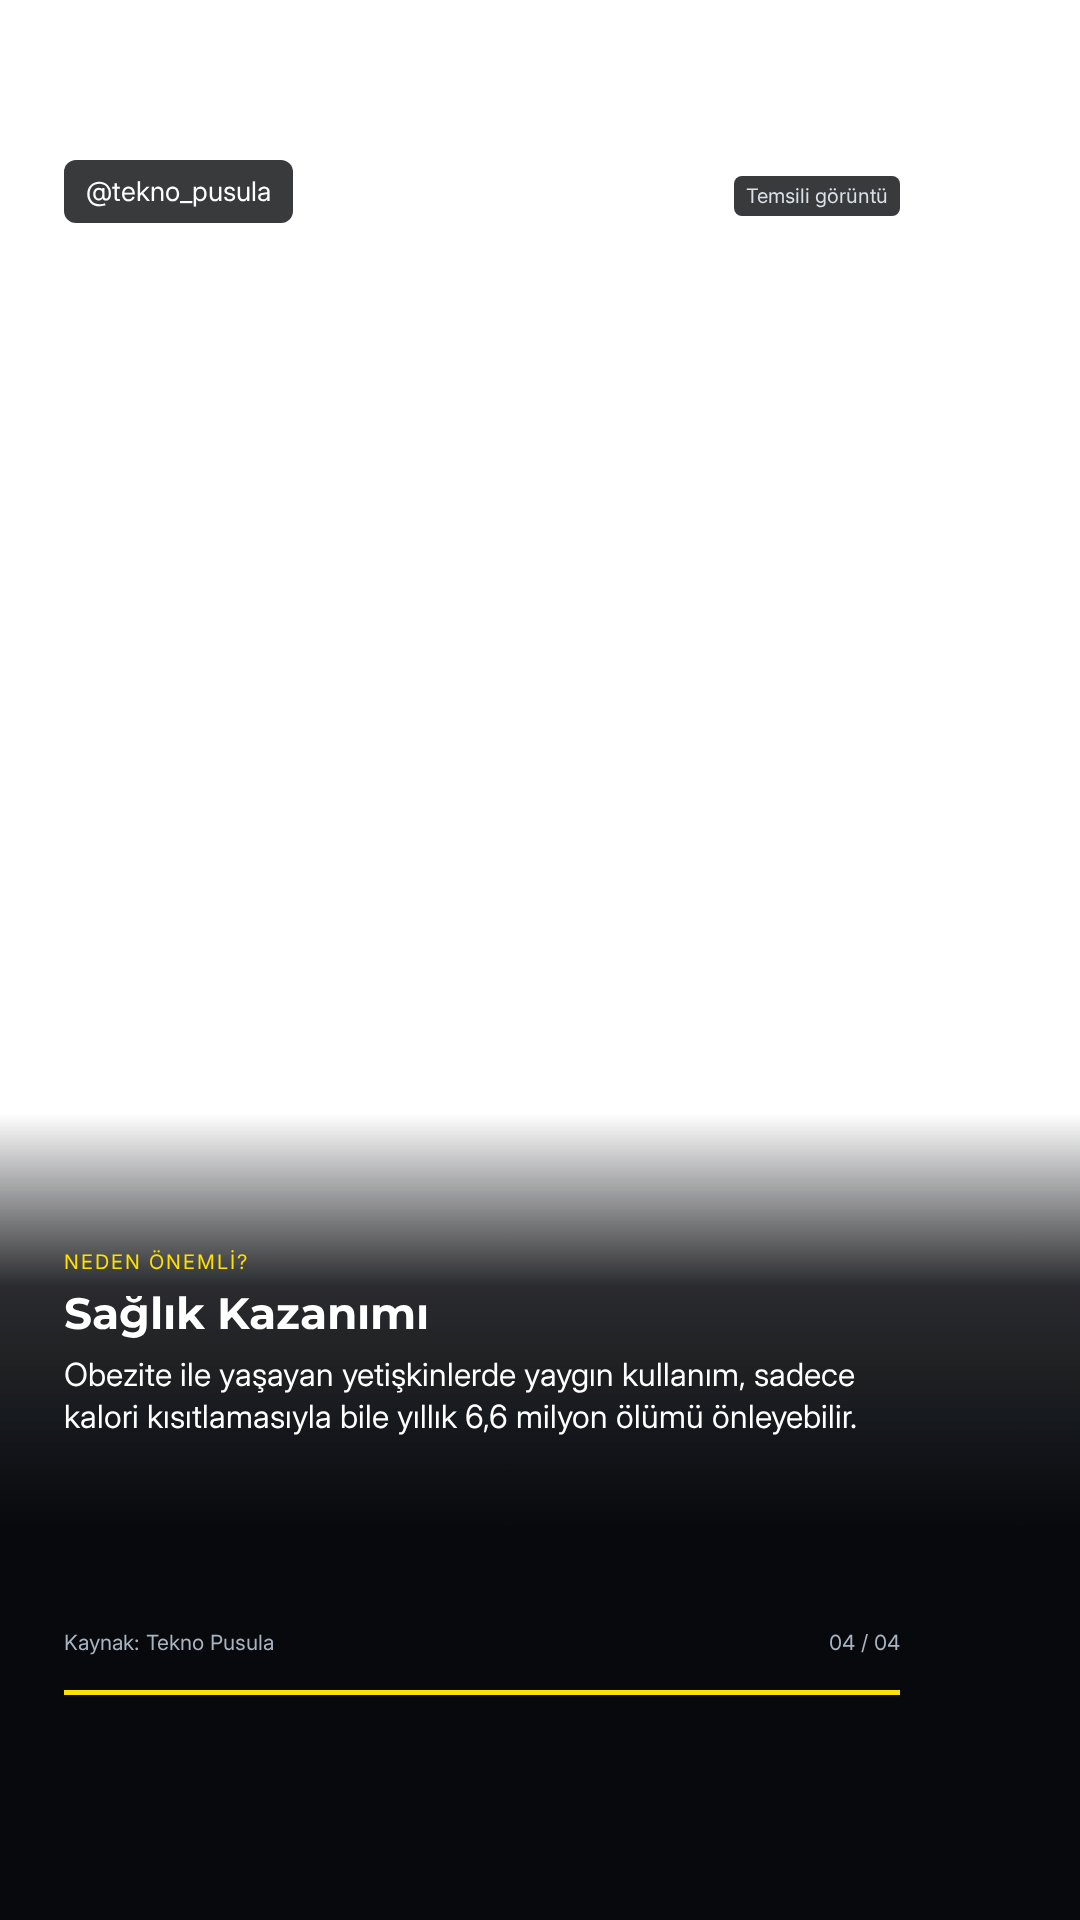 @tekno_pusula
Temsili görüntü
NEDEN ÖNEMLİ?
Sağlık Kazanımı
Obezite ile yaşayan yetişkinlerde yaygın kullanım, sadece
kalori kısıtlamasıyla bile yıllık 6,6 milyon ölümü önleyebilir.
Kaynak: Tekno Pusula
04 / 04